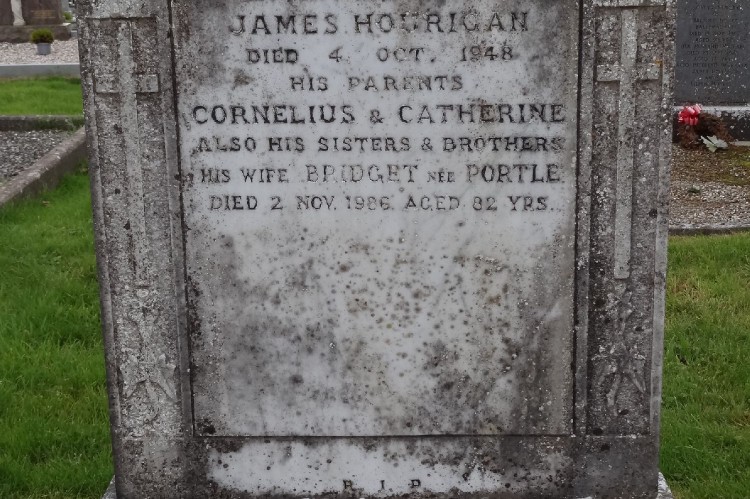 JAMES HOURIGAN
DIED 4 OCT. 1948
HIS PARENTS
CORNELIUS & CATHERINE
ALSO HIS SISTERS & BROTHERS
HIS WIFE BRIDGET NÉE PORTLE
DIED 2 NOV. 1986 AGED 82 YRS.
R.I.P.